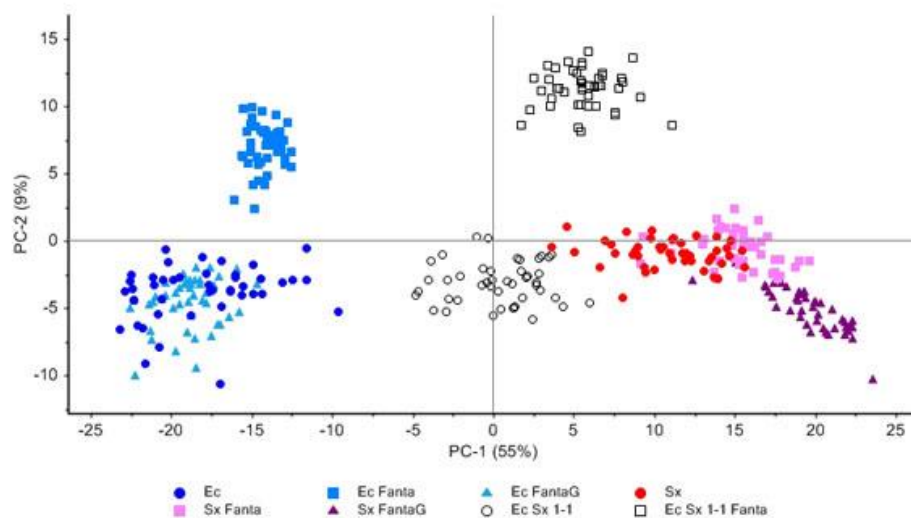 15
10
5
0
-5
-10
PC-2 (9%)
-25 -20 -15 -10 -5 0 5 10 15 20 25
PC-1 (55%)
Ec Ec Fanta Ec FantaG Sx
Sx Fanta Sx FantaG Ec Sx 1-1 Ec Sx 1-1 Fanta